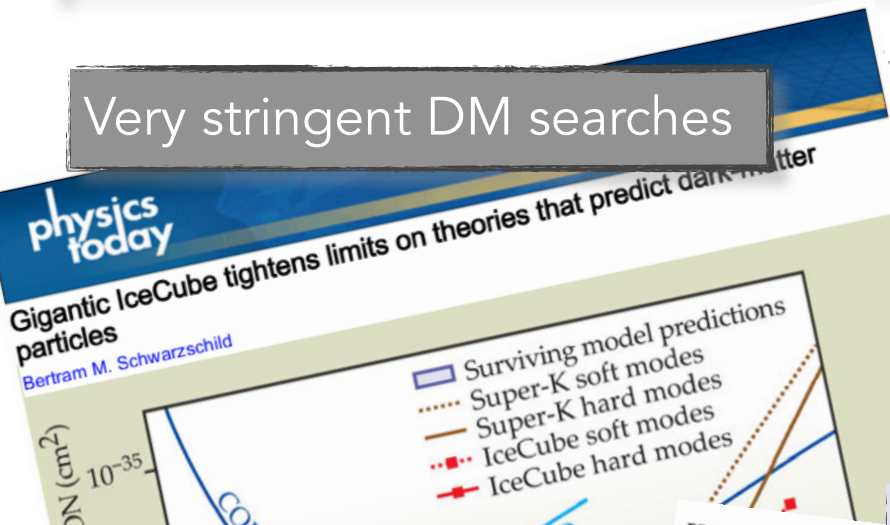 Very stringent DM searches
physics
today
Gigantic IceCube tightens limits on theories that predict dark-matter
particles
Bertram M. Schwarzschild
Surviving model predictions
Super-K soft modes
Super-K hard modes
IceCube soft modes
IceCube hard modes
(cm²)
10⁻³⁵